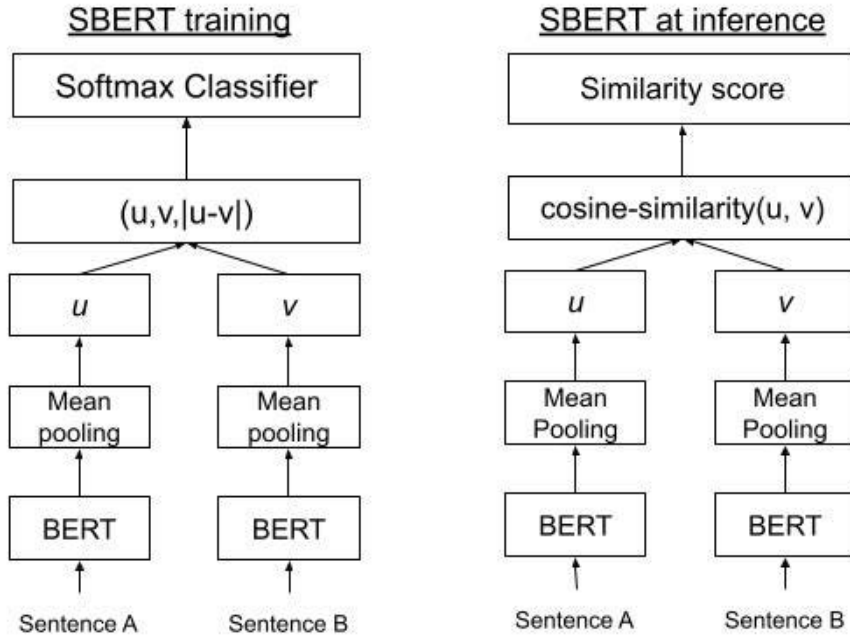 SBERT training
Softmax Classifier
(u,v,|u-v|)
u
v
Mean
pooling
Mean
pooling
BERT
BERT
Sentence A
Sentence B
SBERT at inference
Similarity score
cosine-similarity(u, v)
u
v
Mean
Pooling
Mean
Pooling
BERT
BERT
Sentence A
Sentence B